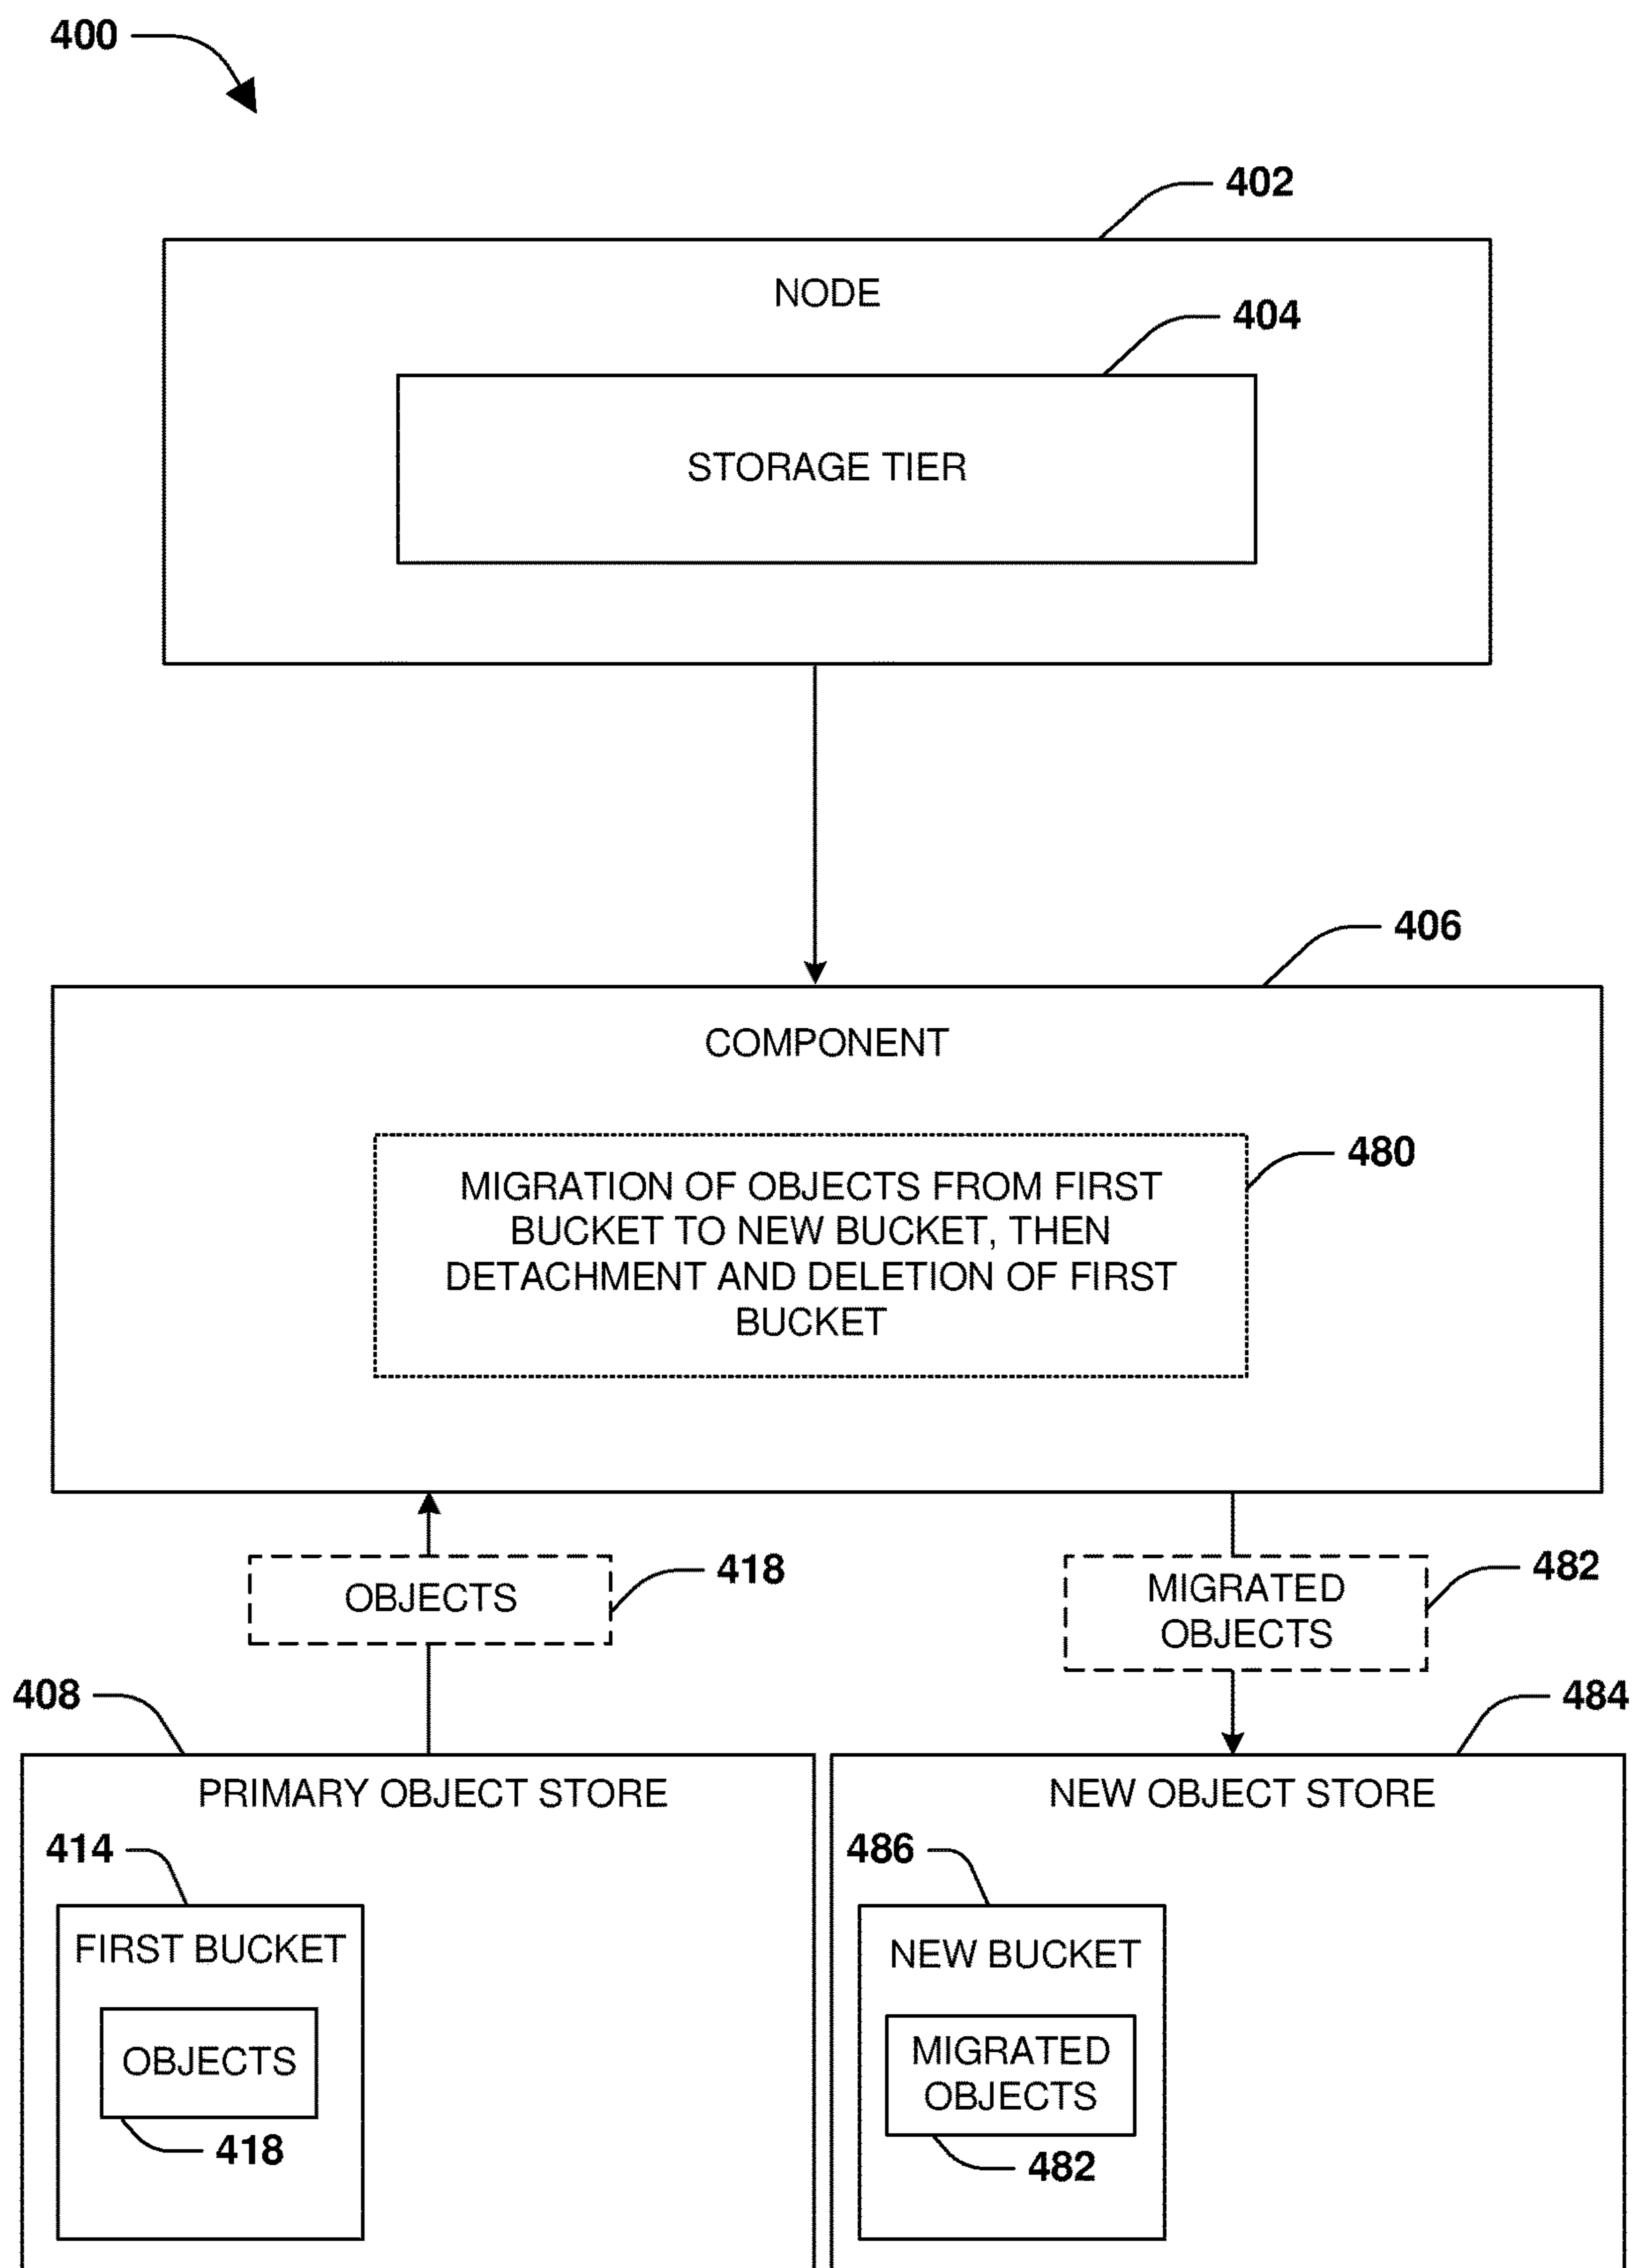 400
402
NODE
404
STORAGE TIER
406
COMPONENT
480
MIGRATION OF OBJECTS FROM FIRST
BUCKET TO NEW BUCKET, THEN
DETACHMENT AND DELETION OF FIRST
BUCKET
OBJECTS
418
MIGRATED
OBJECTS
482
408
484
PRIMARY OBJECT STORE
NEW OBJECT STORE
414
486
FIRST BUCKET
OBJECTS
418
NEW BUCKET
MIGRATED
OBJECTS
482